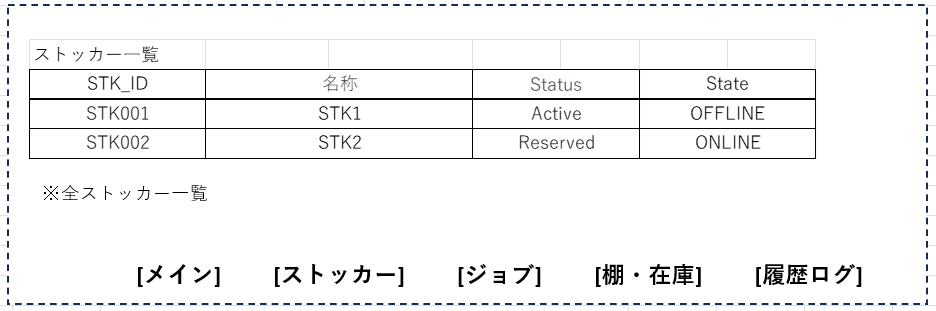 ストッカー一覧
STK_ID 名称 Status State
STK001 STK1 Active OFFLINE
STK002 STK2 Reserved ONLINE
※全ストッカー一覧
[メイン] [ストッカー] [ジョブ] [棚・在庫] [履歴ログ]